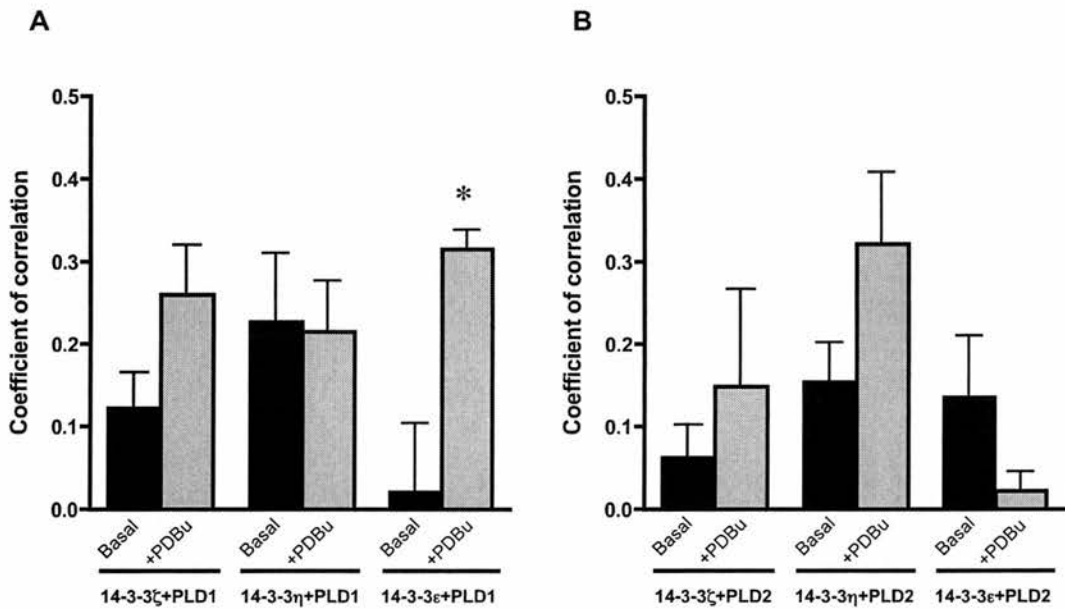 A
B
Coefficient of correlation
0.5
0.4
0.3
0.2
0.1
0.0
*
Basal
+PDBu
Basal
+PDBu
Basal
+PDBu
14-3-3ζ+PLD1
14-3-3η+PLD1
14-3-3ε+PLD1
Coefficient of correlation
0.5
0.4
0.3
0.2
0.1
0.0
Basal
+PDBu
Basal
+PDBu
Basal
+PDBu
14-3-3ζ+PLD2
14-3-3η+PLD2
14-3-3ε+PLD2